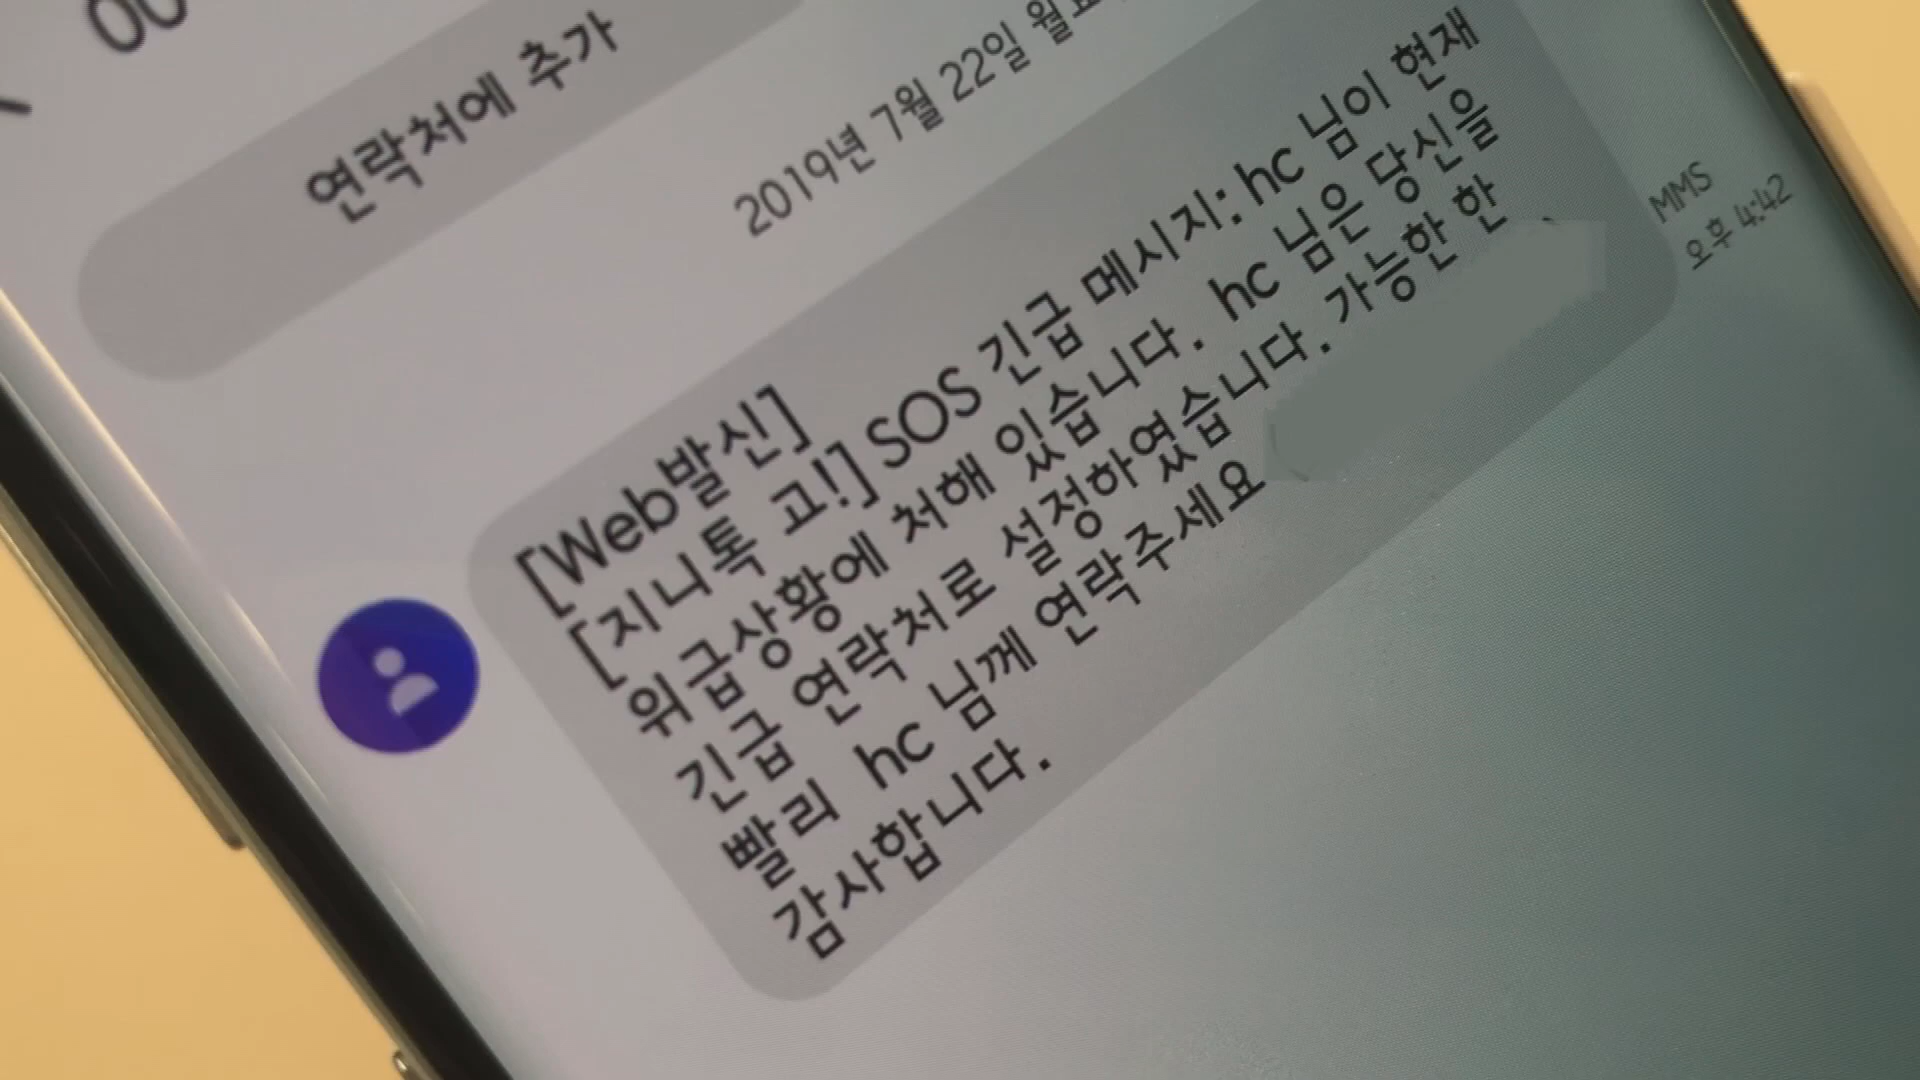 00
연락처에 추가
2019년 7월 22일
[Web발신]
[지니톡 고!] SOS 긴급 메시지: hc 님이 현재
위급상황에 처해 있습니다. hc 님은 당신을
긴급 연락처로 설정하였습니다. 가능한 한
빨리 hc 님께 연락주세요
감사합니다.
MMS
오후 4:42